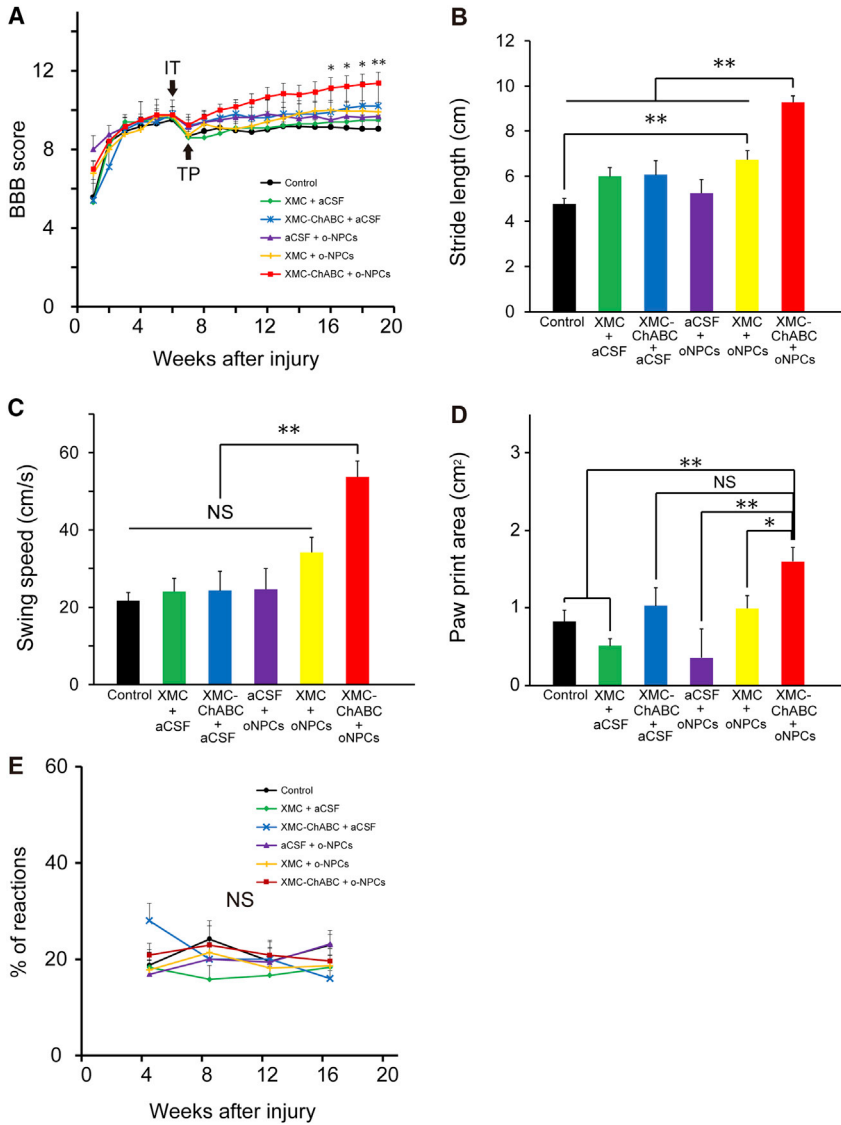 A
IT
* * * **
12
8
4
0
BBB score
TP
Control
XMC + aCSF
XMC-ChABC + aCSF
aCSF + o-NPCs
XMC + o-NPCs
XMC-ChABC + o-NPCs
0 4 8 12 16 20
Weeks after injury
B
12
10
8
6
4
2
0
Stride length (cm)
**
**
Control
XMC
+
aCSF
XMC-
ChABC
+ aCSF
aCSF
+
oNPCs
XMC
+
oNPCs
XMC-
ChABC
+ oNPCs
C
60
40
20
0
Swing speed (cm/s)
**
NS
Control
XMC
+
aCSF
XMC-
ChABC
+
aCSF
aCSF
+
oNPCs
XMC
+
oNPCs
XMC-
ChABC
+
oNPCs
D
3
2
1
0
Paw print area (cm²)
**
NS
**
*
Control
XMC
+
aCSF
XMC-
ChABC
+
aCSF
aCSF
+
oNPCs
XMC
+
oNPCs
XMC-
ChABC
+
oNPCs
E
60
40
20
0
% of reactions
Control
XMC + aCSF
XMC-ChABC + aCSF
aCSF + o-NPCs
XMC + o-NPCs
XMC-ChABC + o-NPCs
NS
0 4 8 12 16 20
Weeks after injury